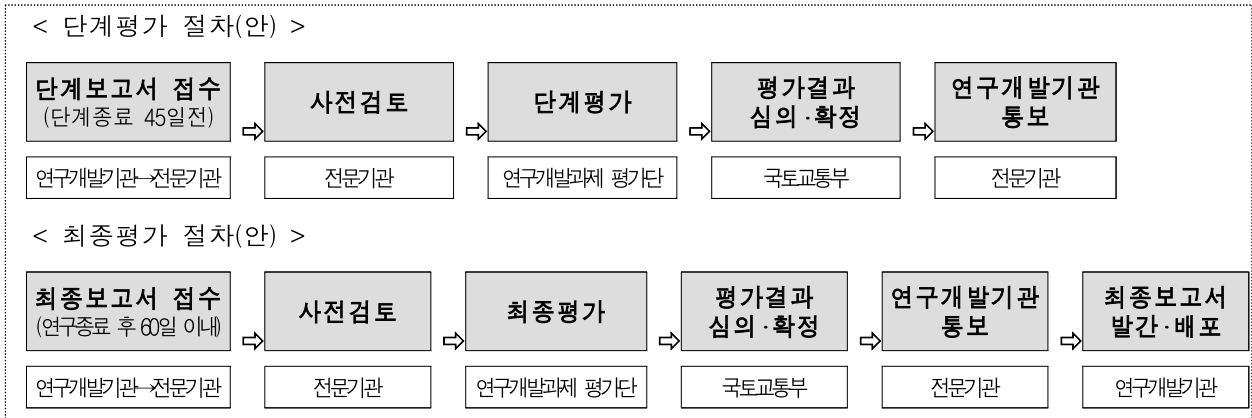 < 단계평가 절차(안) >
단계보고서 접수
(단계종료 45일전)
⇨
사전검토
⇨
단계평가
⇨
평가결과
심의·확정
⇨
연구개발기관
통보
연구개발기관→전문기관
전문기관
연구개발과제 평가단
국토교통부
전문기관
< 최종평가 절차(안) >
최종보고서 접수
(연구종료 후 60일 이내)
⇨
사전검토
⇨
최종평가
⇨
평가결과
심의·확정
⇨
연구개발기관
통보
⇨
최종보고서
발간·배포
연구개발기관→전문기관
전문기관
연구개발과제 평가단
국토교통부
전문기관
연구개발기관